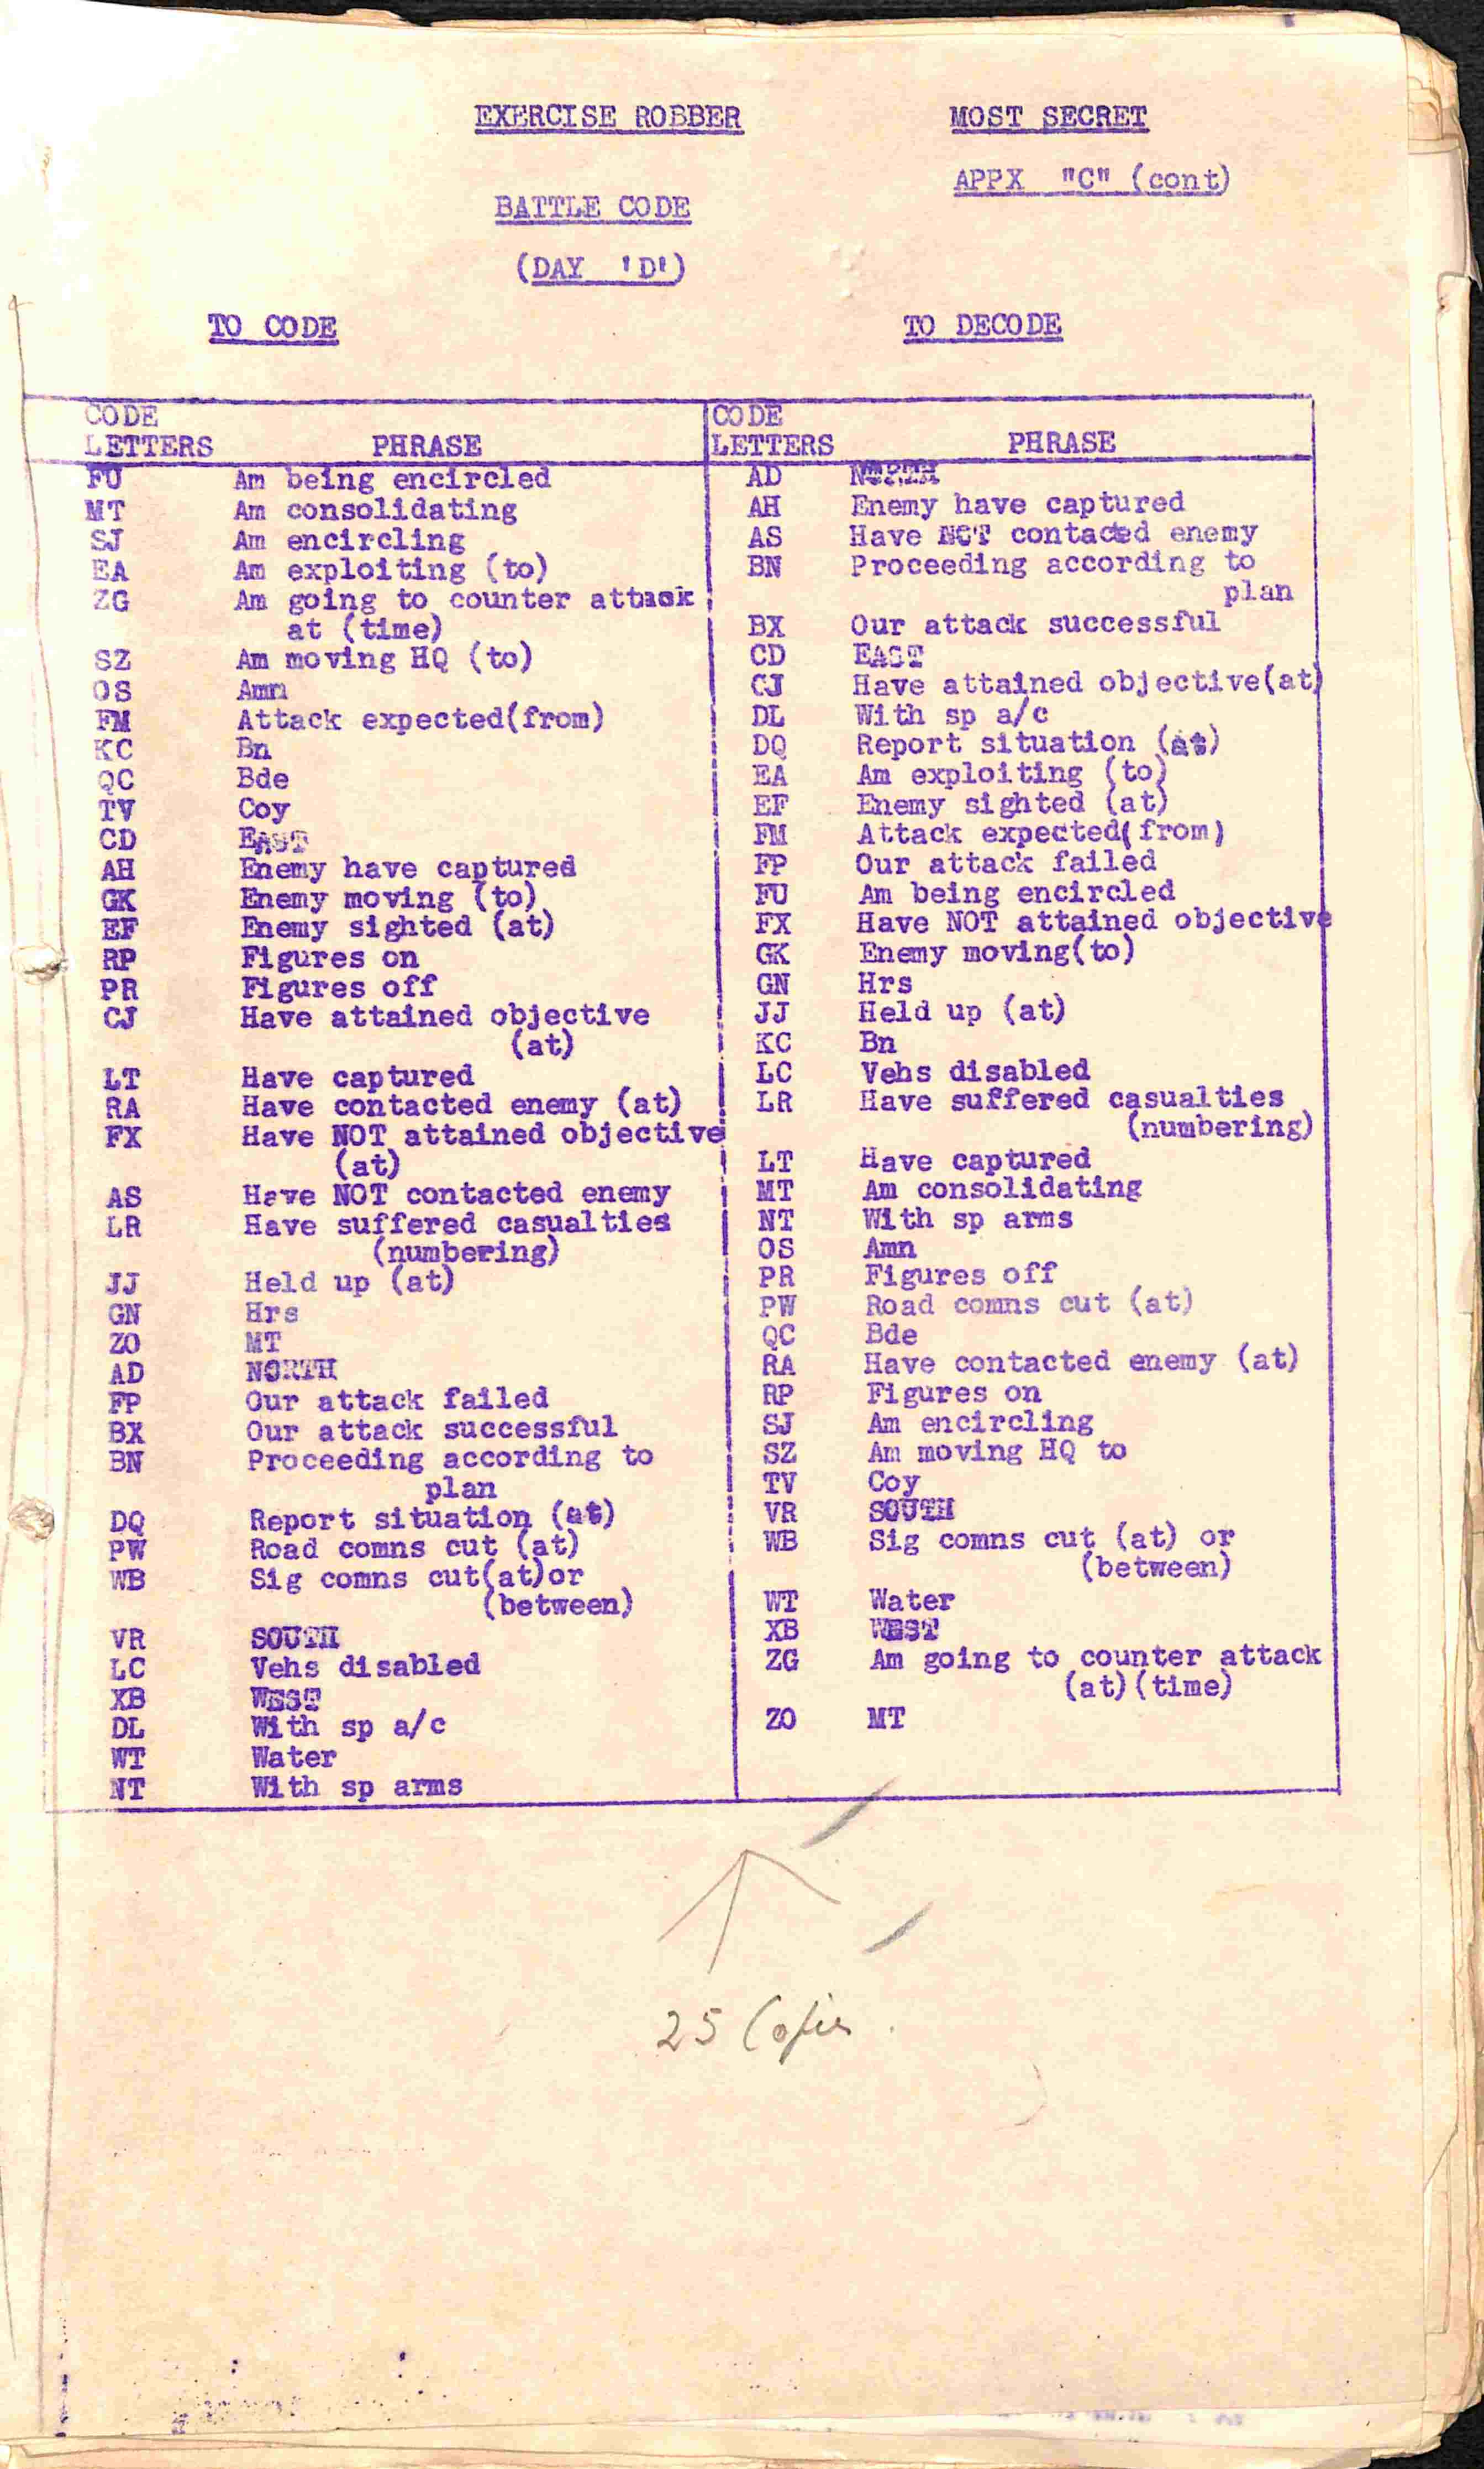 EXERCISE ROBBER
MOST SECRET
APPX "C" (cont)
BATTLE CODE
(DAY 'D')
TO CODE
CODE
LETTERS PHRASE
FU Am being encircled
MT Am consolidating
SJ Am encircling
EA Am exploiting (to)
ZG Am going to counter attack
at (time)
SZ Am moving HQ (to)
OS Amn
FM Attack expected(from)
KC Bn
QC Bde
TV Coy
CD EAST
AH Enemy have captured
GK Enemy moving (to)
EF Enemy sighted (at)
RP Figures on
PR Figures off
CJ Have attained objective
(at)
LT Have captured
RA Have contacted enemy (at)
FX Have NOT attained objective
(at)
AS Have NOT contacted enemy
LR Have suffered casualties
(numbering)
JJ Held up (at)
GN Hrs
ZO MT
AD NORTH
FP Our attack failed
BX Our attack successful
BN Proceeding according to
plan
DQ Report situation (at)
PW Road comns cut (at)
WB Sig comns cut(at)or
(between)
VR SOUTH
LC Vehs disabled
XB WEST
DL With sp a/c
WT Water
NT With sp arms
TO DECODE
CODE
LETTERS PHRASE
AD NORTH
AH Enemy have captured
AS Have NOT contacted enemy
BN Proceeding according to
plan
BX Our attack successful
CD EAST
CJ Have attained objective(at)
DL With sp a/c
DQ Report situation (at)
EA Am exploiting (to)
EF Enemy sighted (at)
FM Attack expected(from)
FP Our attack failed
FU Am being encircled
FX Have NOT attained objective
GK Enemy moving(to)
GN Hrs
JJ Held up (at)
KC Bn
LC Vehs disabled
LR Have suffered casualties
(numbering)
LT Have captured
MT Am consolidating
NT With sp arms
OS Amn
PR Figures off
PW Road comns cut (at)
QC Bde
RA Have contacted enemy (at)
RP Figures on
SJ Am encircling
SZ Am moving HQ to
TV Coy
VR SOUTH
WB Sig comns cut (at) or
(between)
WT Water
XB WEST
ZG Am going to counter attack
(at)(time)
ZO MT
25 Copies.